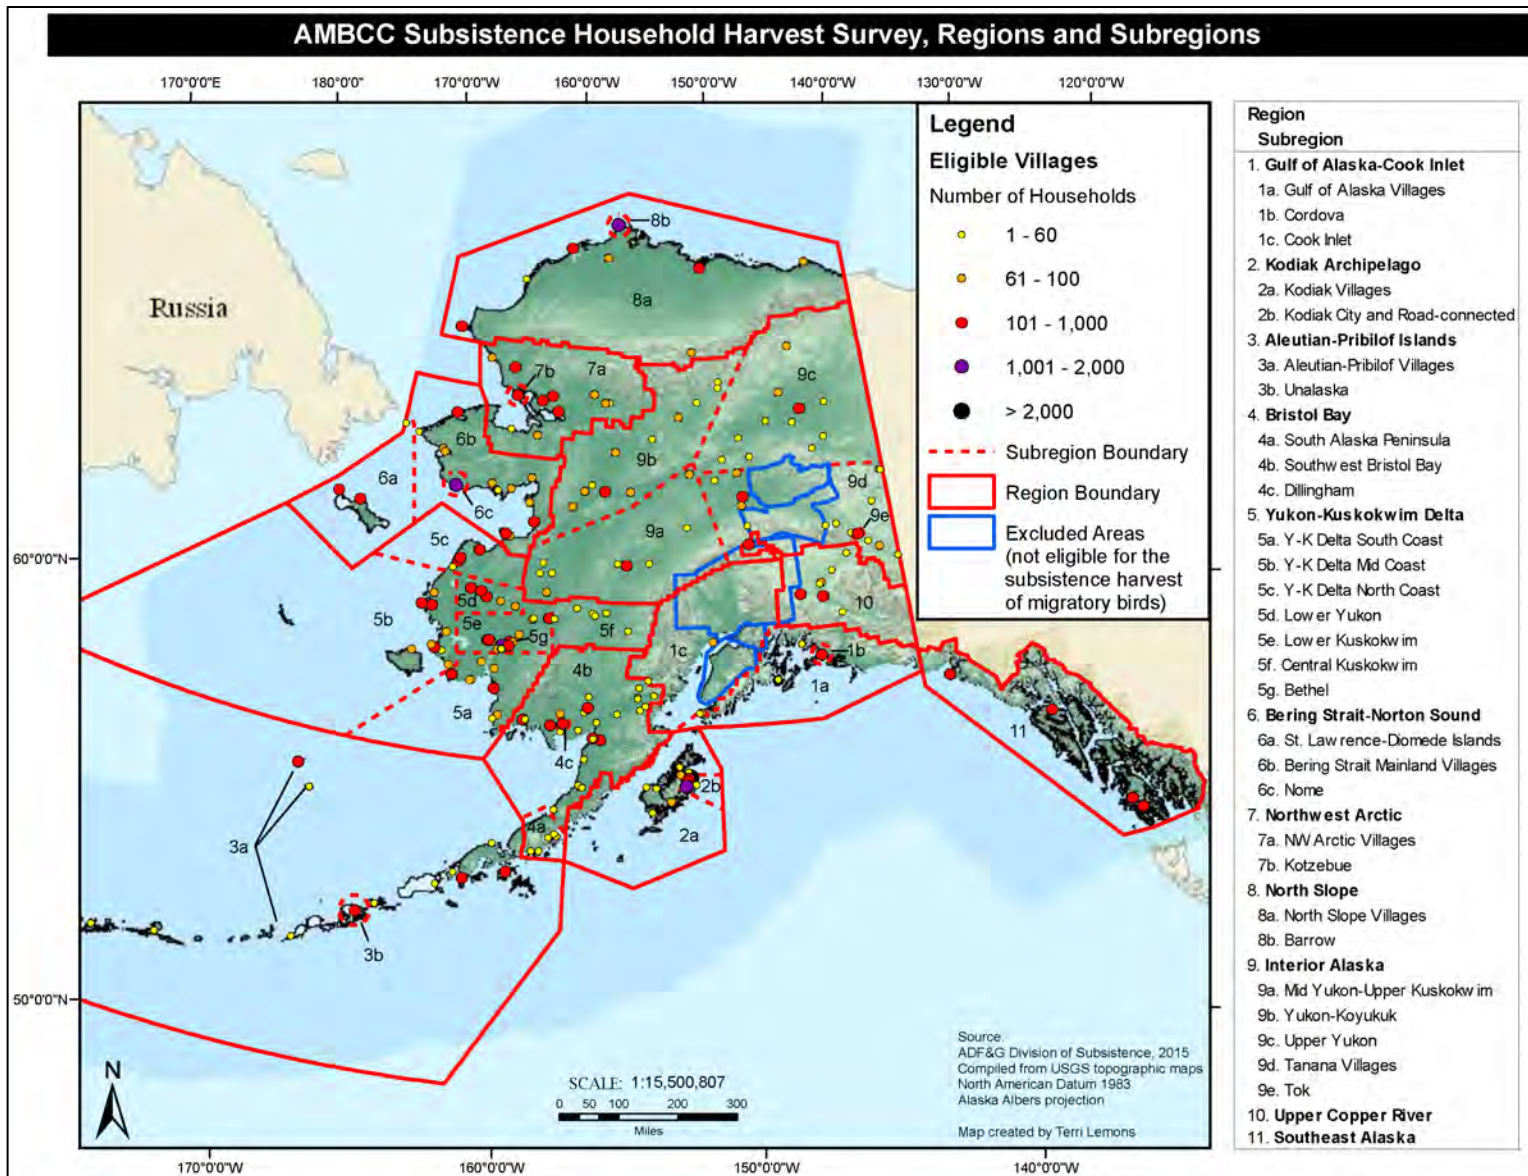 AMBCC Subsistence Household Harvest Survey, Regions and Subregions
170°0'0"E 180°0'0"W 170°0'0"W 160°0'0"W 150°0'0"W 140°0'0"W 130°0'0"W 120°0'0"W
Russia
Legend
Eligible Villages
Number of Households
1 - 60
61 - 100
101 - 1,000
1,001 - 2,000
> 2,000
Subregion Boundary
Region Boundary
Excluded Areas
(not eligible for the
subsistence harvest
of migratory birds)
8b
8a
7b
7a
9c
6b
9b
6a
6c
9d
9e
5c
9a
60°0'0"N
5d
10
5b
5e
5g
5f
1c
1b
4b
1a
5a
11
4c
2b
4a
2a
3a
3b
50°0'0"N
N
SCALE: 1:15,500,807
0 50 100 200 300
Miles
Source.
ADF&G Division of Subsistence, 2015
Compiled from USGS topographic maps
North American Datum 1983
Alaska Albers projection
Map created by Terri Lemons
170°0'0"W 160°0'0"W 150°0'0"W 140°0'0"W
Region
Subregion
1. Gulf of Alaska-Cook Inlet
1a. Gulf of Alaska Villages
1b. Cordova
1c. Cook Inlet
2. Kodiak Archipelago
2a. Kodiak Villages
2b. Kodiak City and Road-connected
3. Aleutian-Pribilof Islands
3a. Aleutian-Pribilof Villages
3b. Unalaska
4. Bristol Bay
4a. South Alaska Peninsula
4b. Southwest Bristol Bay
4c. Dillingham
5. Yukon-Kuskokwim Delta
5a. Y-K Delta South Coast
5b. Y-K Delta Mid Coast
5c. Y-K Delta North Coast
5d. Lower Yukon
5e. Lower Kuskokwim
5f. Central Kuskokwim
5g. Bethel
6. Bering Strait-Norton Sound
6a. St. Lawrence-Diomede Islands
6b. Bering Strait Mainland Villages
6c. Nome
7. Northwest Arctic
7a. NW Arctic Villages
7b. Kotzebue
8. North Slope
8a. North Slope Villages
8b. Barrow
9. Interior Alaska
9a. Mid Yukon-Upper Kuskokwim
9b. Yukon-Koyukuk
9c. Upper Yukon
9d. Tanana Villages
9e. Tok
10. Upper Copper River
11. Southeast Alaska